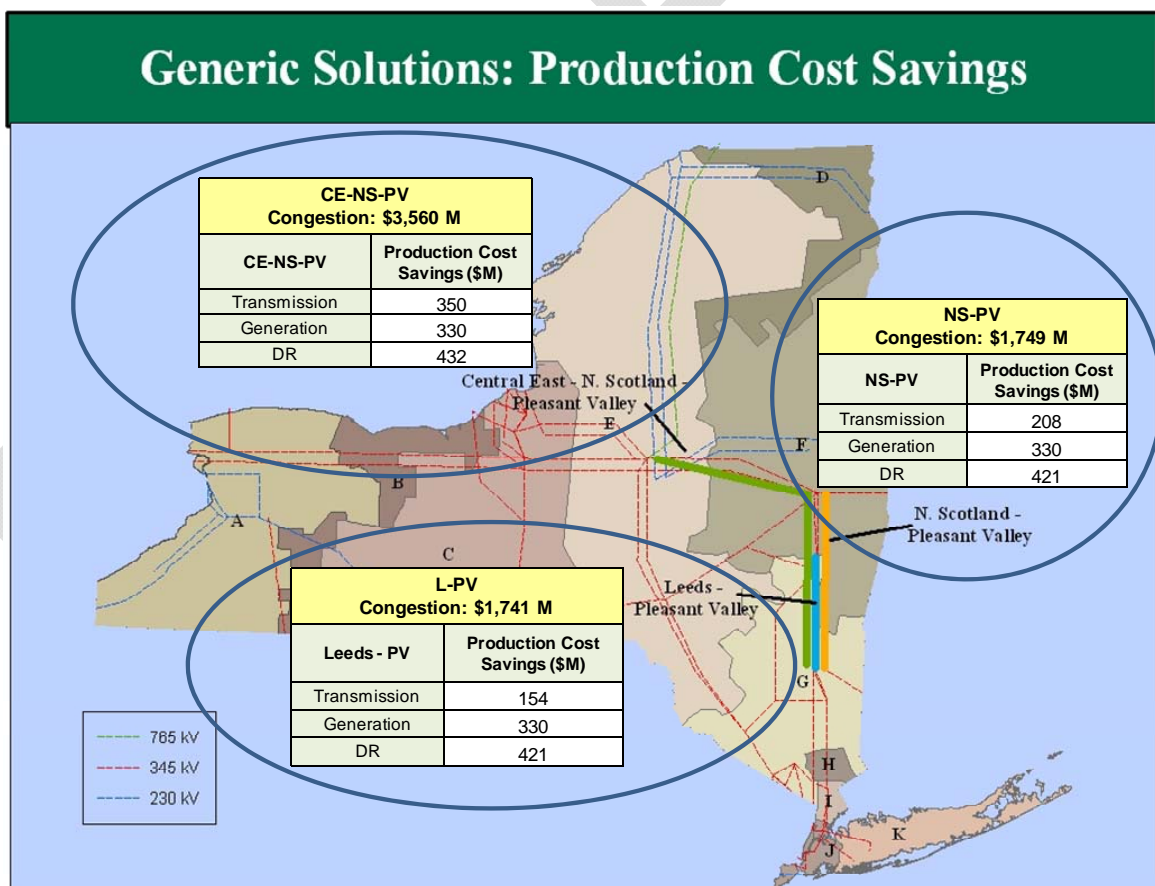 Generic Solutions: Production Cost Savings
CE-NS-PV
Congestion: $3,560 M
CE-NS-PV
Production Cost
Savings ($M)
Transmission 350
Generation 330
DR 432
NS-PV
Congestion: $1,749 M
NS-PV
Production Cost
Savings ($M)
Transmission 208
Generation 330
DR 421
L-PV
Congestion: $1,741 M
Leeds - PV
Production Cost
Savings ($M)
Transmission 154
Generation 330
DR 421
Central East - N. Scotland -
Pleasant Valley
N. Scotland -
Pleasant Valley
Leeds -
Pleasant Valley
A
B
C
D
E
F
G
H
I
J
K
765 kV
345 kV
230 kV